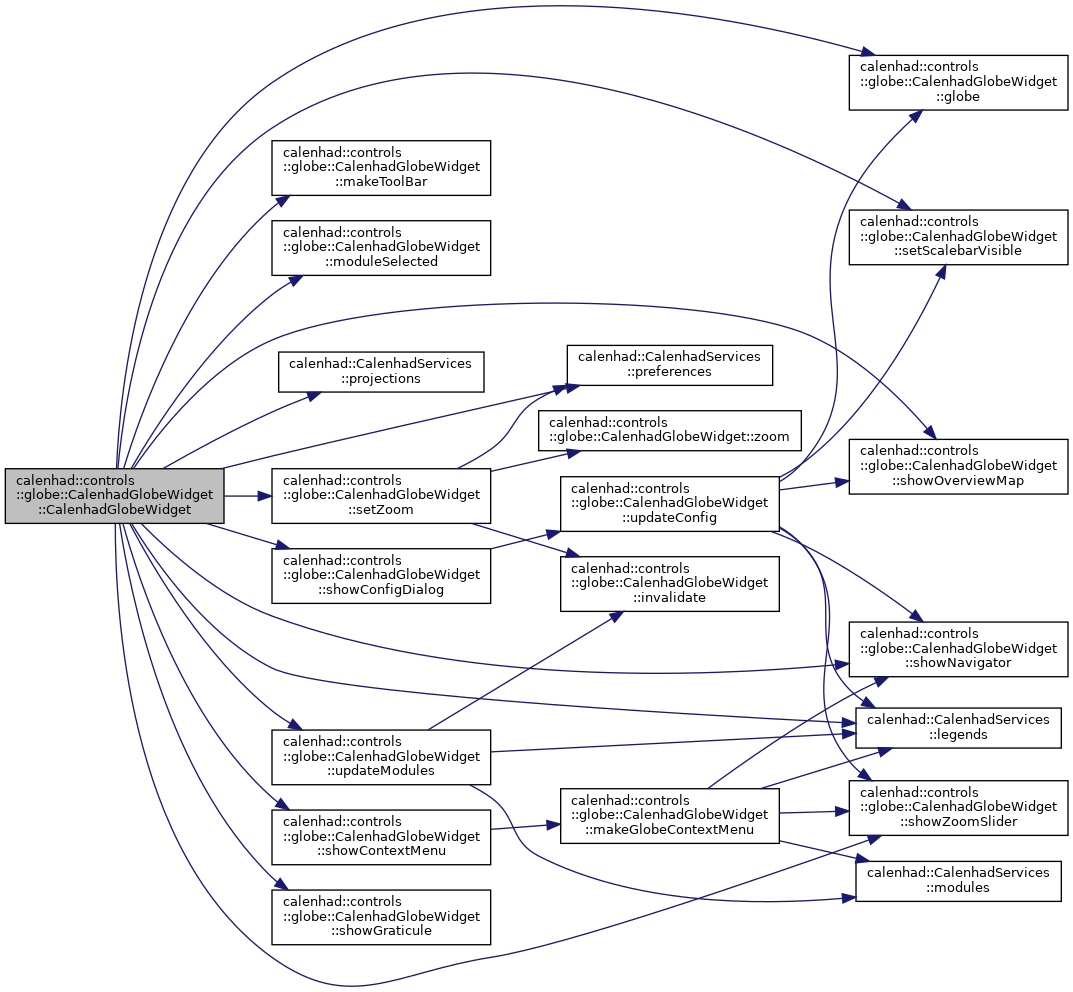 calenhad::controls
::globe::CalenhadGlobeWidget
::CalenhadGlobeWidget
calenhad::controls
::globe::CalenhadGlobeWidget
::makeToolBar
calenhad::controls
::globe::CalenhadGlobeWidget
::moduleSelected
calenhad::CalenhadServices
::projections
calenhad::controls
::globe::CalenhadGlobeWidget
::setZoom
calenhad::controls
::globe::CalenhadGlobeWidget
::showConfigDialog
calenhad::controls
::globe::CalenhadGlobeWidget
::updateModules
calenhad::controls
::globe::CalenhadGlobeWidget
::showContextMenu
calenhad::controls
::globe::CalenhadGlobeWidget
::showGraticule
calenhad::CalenhadServices
::preferences
calenhad::controls
::globe::CalenhadGlobeWidget::zoom
calenhad::controls
::globe::CalenhadGlobeWidget
::updateConfig
calenhad::controls
::globe::CalenhadGlobeWidget
::invalidate
calenhad::controls
::globe::CalenhadGlobeWidget
::makeGlobeContextMenu
calenhad::controls
::globe::CalenhadGlobeWidget
::globe
calenhad::controls
::globe::CalenhadGlobeWidget
::setScalebarVisible
calenhad::controls
::globe::CalenhadGlobeWidget
::showOverviewMap
calenhad::controls
::globe::CalenhadGlobeWidget
::showNavigator
calenhad::CalenhadServices
::legends
calenhad::controls
::globe::CalenhadGlobeWidget
::showZoomSlider
calenhad::CalenhadServices
::modules